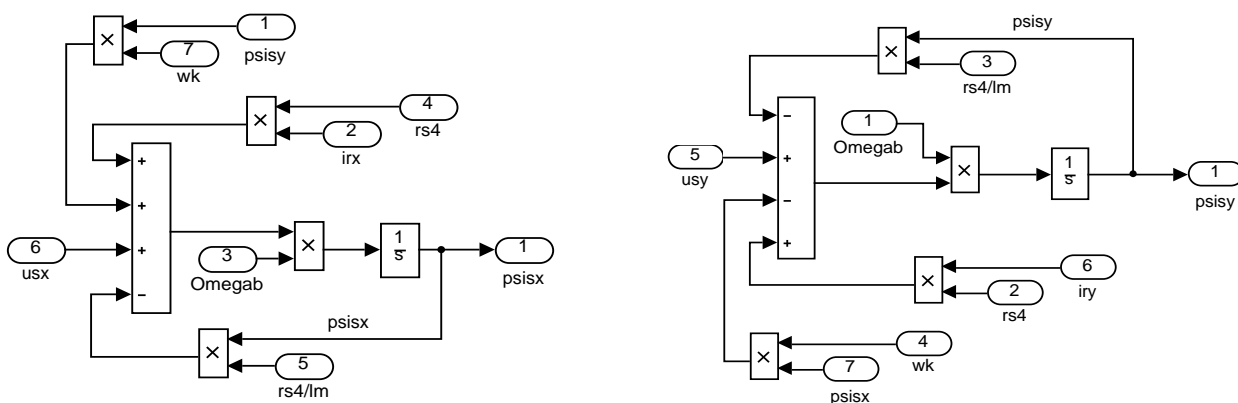 1
psisy
7
wk
4
rs4
2
irx
+
+
6
usx
+
−
3
Omegab
1
s
1
psisx
psisx
5
rs4/lm
psisy
3
rs4/lm
−
1
Omegab
5
usy
+
−
+
1
s
1
psisy
6
iry
2
rs4
4
wk
7
psisx
×
×
×
×
×
×
×
×